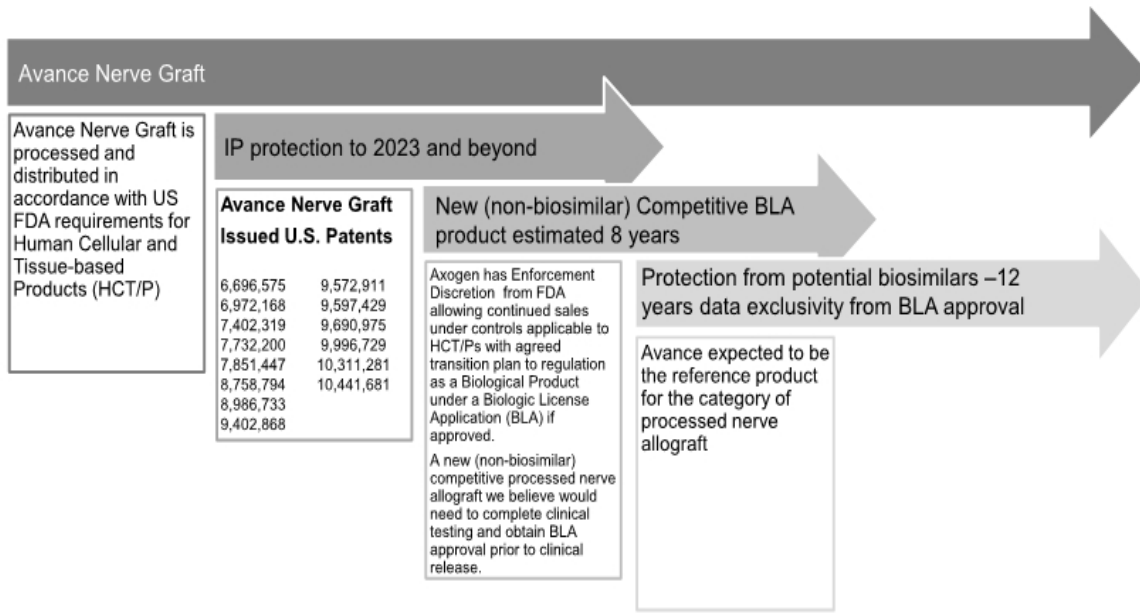 Avance Nerve Graft
Avance Nerve Graft is
processed and
distributed in
accordance with US
FDA requirements for
Human Cellular and
Tissue-based
Products (HCT/P)
IP protection to 2023 and beyond
Avance Nerve Graft
Issued U.S. Patents
6,696,575 9,572,911
6,972,168 9,597,429
7,402,319 9,690,975
7,732,200 9,996,729
7,851,447 10,311,281
8,758,794 10,441,681
8,986,733
9,402,868
New (non-biosimilar) Competitive BLA
product estimated 8 years
Axogen has Enforcement
Discretion from FDA
allowing continued sales
under controls applicable to
HCT/Ps with agreed
transition plan to regulation
as a Biological Product
under a Biologic License
Application (BLA) if
approved.
A new (non-biosimilar)
competitive processed nerve
allograft we believe would
need to complete clinical
testing and obtain BLA
approval prior to clinical
release.
Protection from potential biosimilars –12
years data exclusivity from BLA approval
Avance expected to be
the reference product
for the category of
processed nerve
allograft